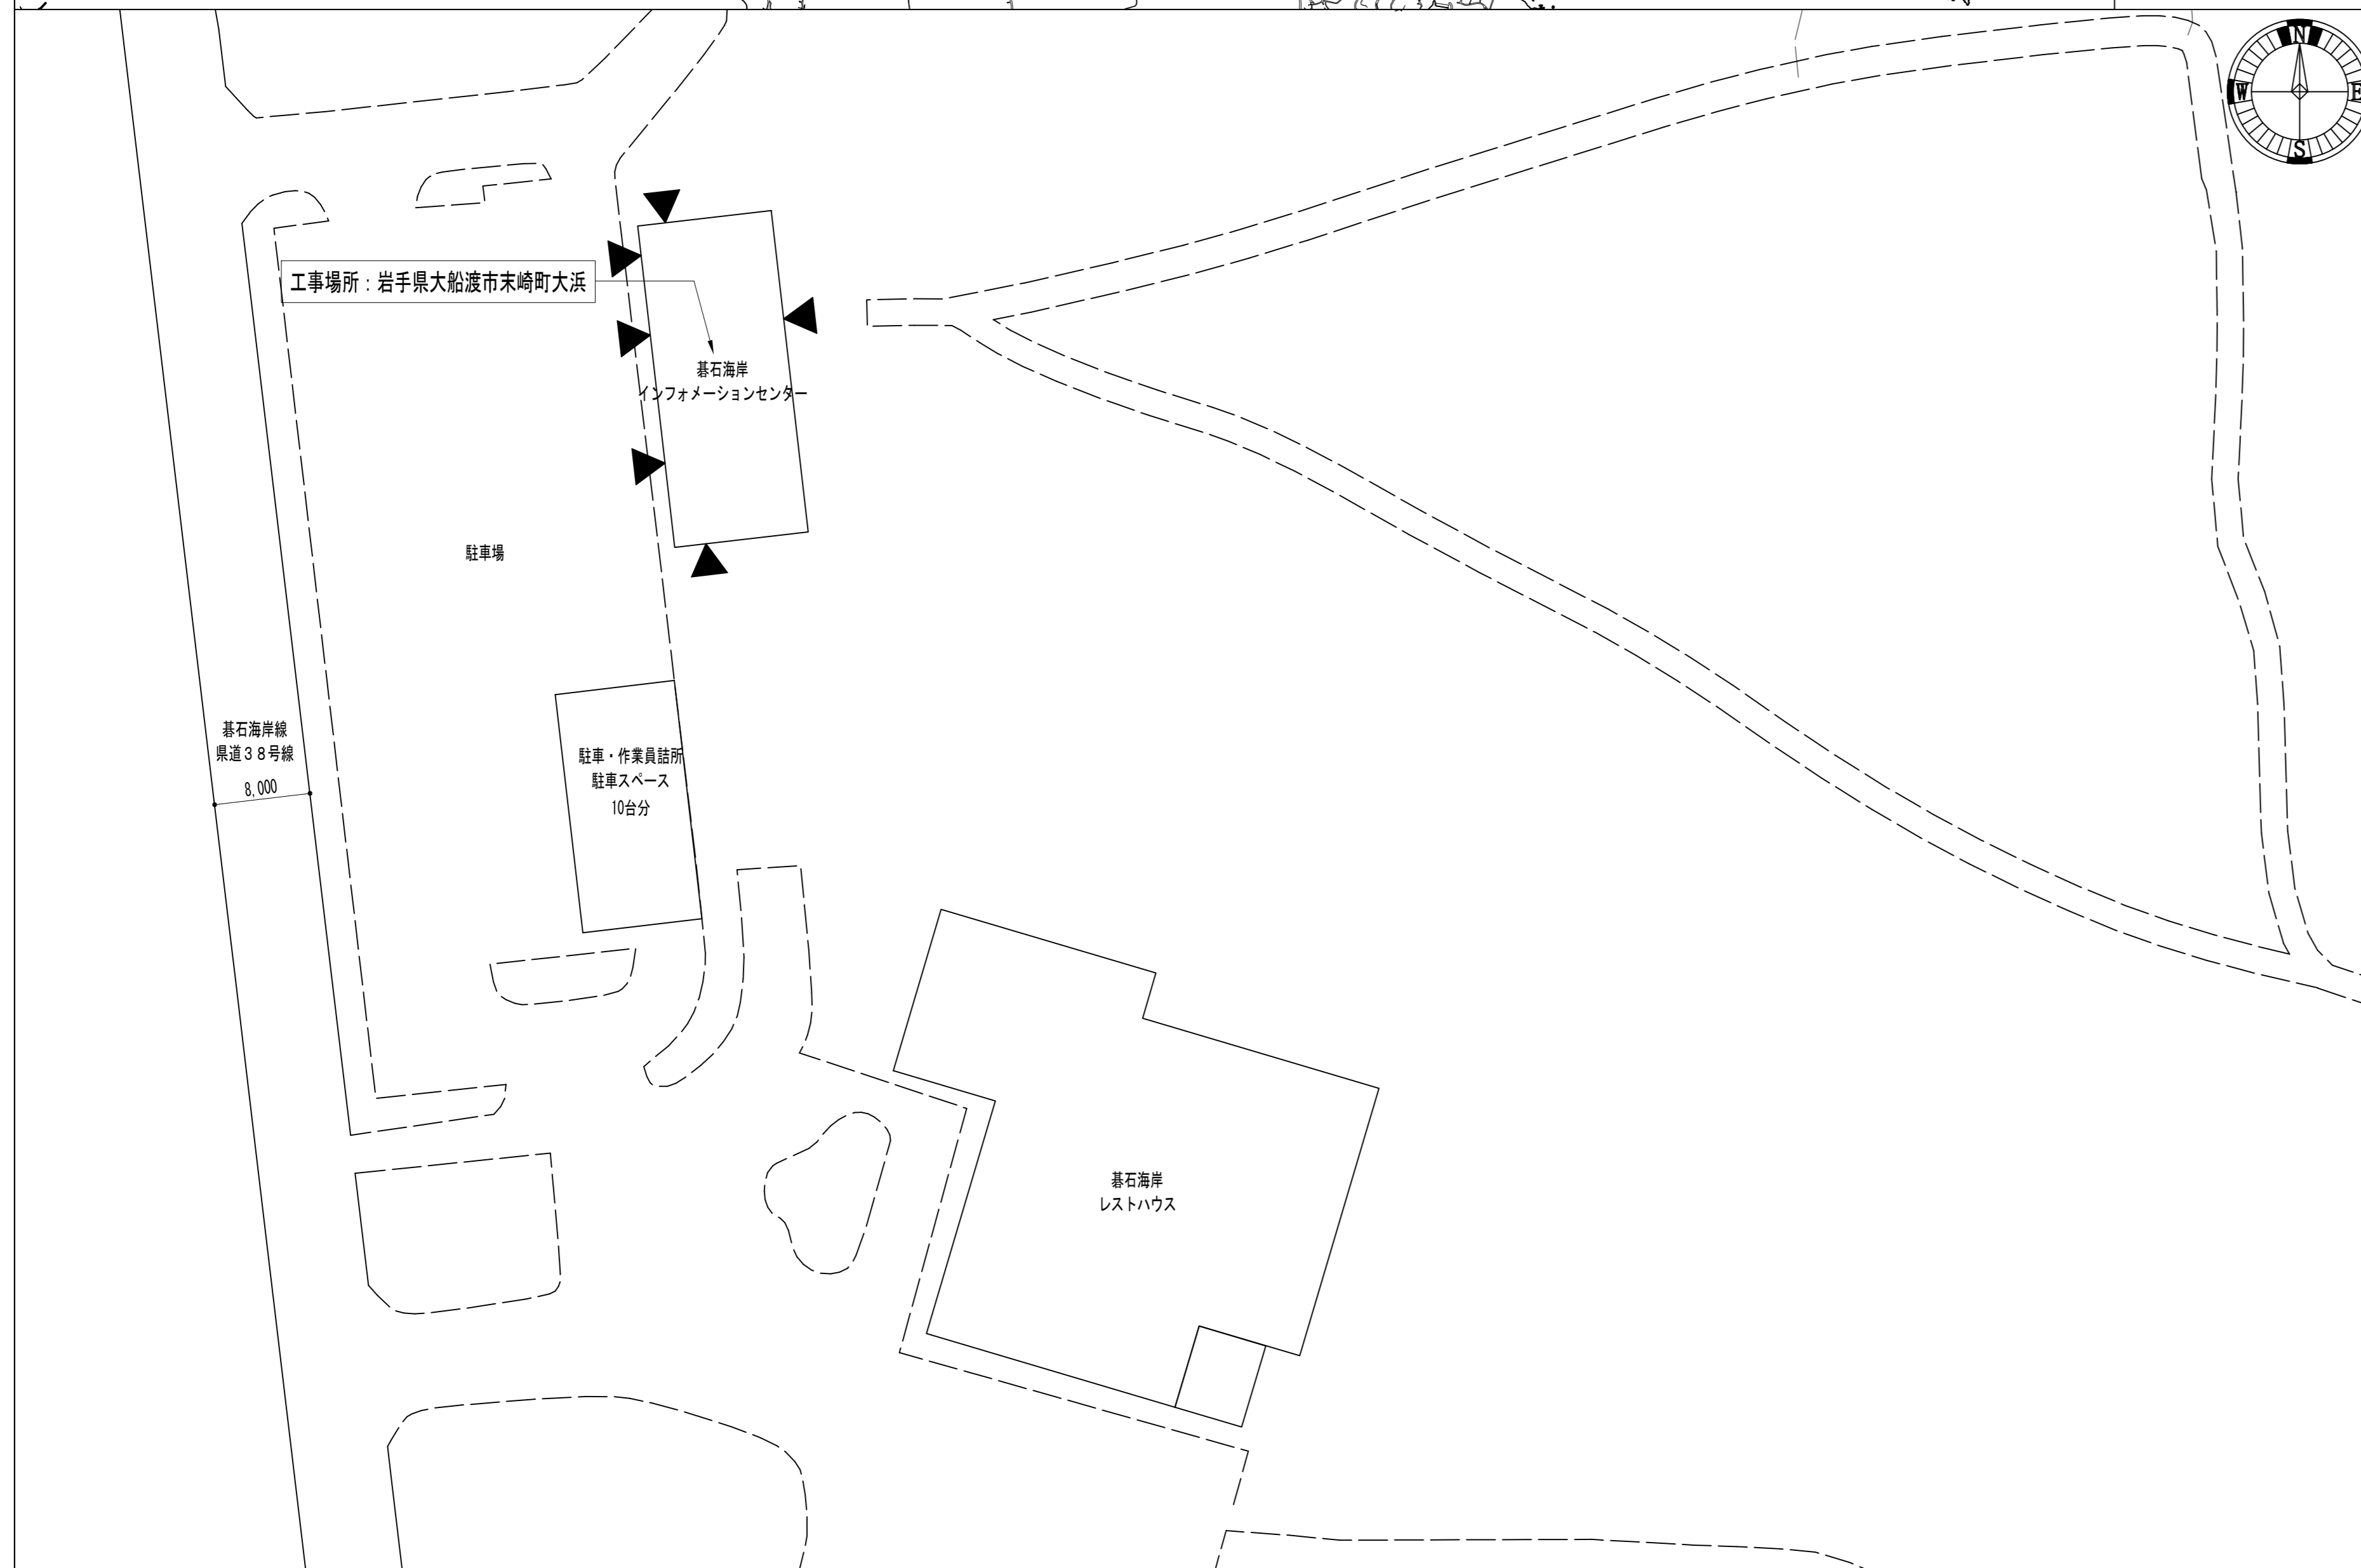 N
W
E
S
工事場所：岩手県大船渡市末崎町大浜
碁石海岸
インフォメーションセンター
駐車場
碁石海岸線
県道３８号線
8,000
駐車・作業員詰所
駐車スペース
10台分
碁石海岸
レストハウス